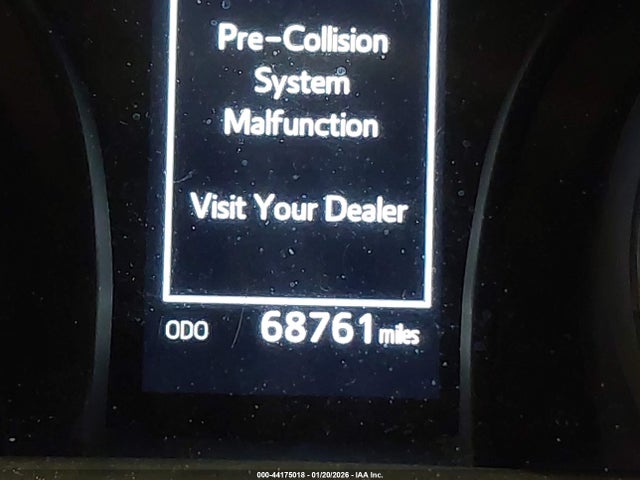 Pre-Collision
System
Malfunction
Visit Your Dealer
ODO 68761 miles
000-44175018 - 01/20/2026 - IAA Inc.